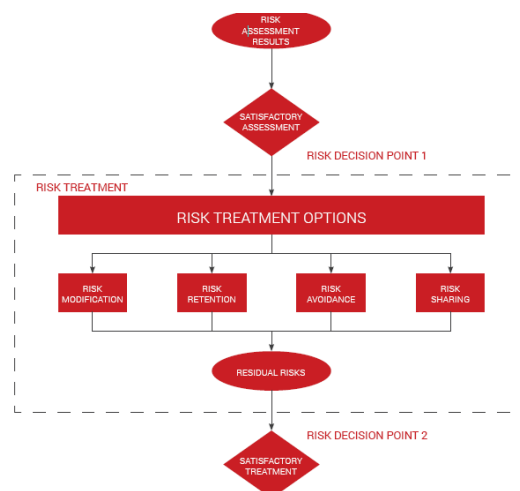 RISK
ASSESSMENT
RESULTS
SATISFACTORY
ASSESSMENT
RISK DECISION POINT 1
RISK TREATMENT
RISK TREATMENT OPTIONS
RISK
MODIFICATION
RISK
RETENTION
RISK
AVOIDANCE
RISK
SHARING
RESIDUAL RISKS
RISK DECISION POINT 2
SATISFACTORY
TREATMENT